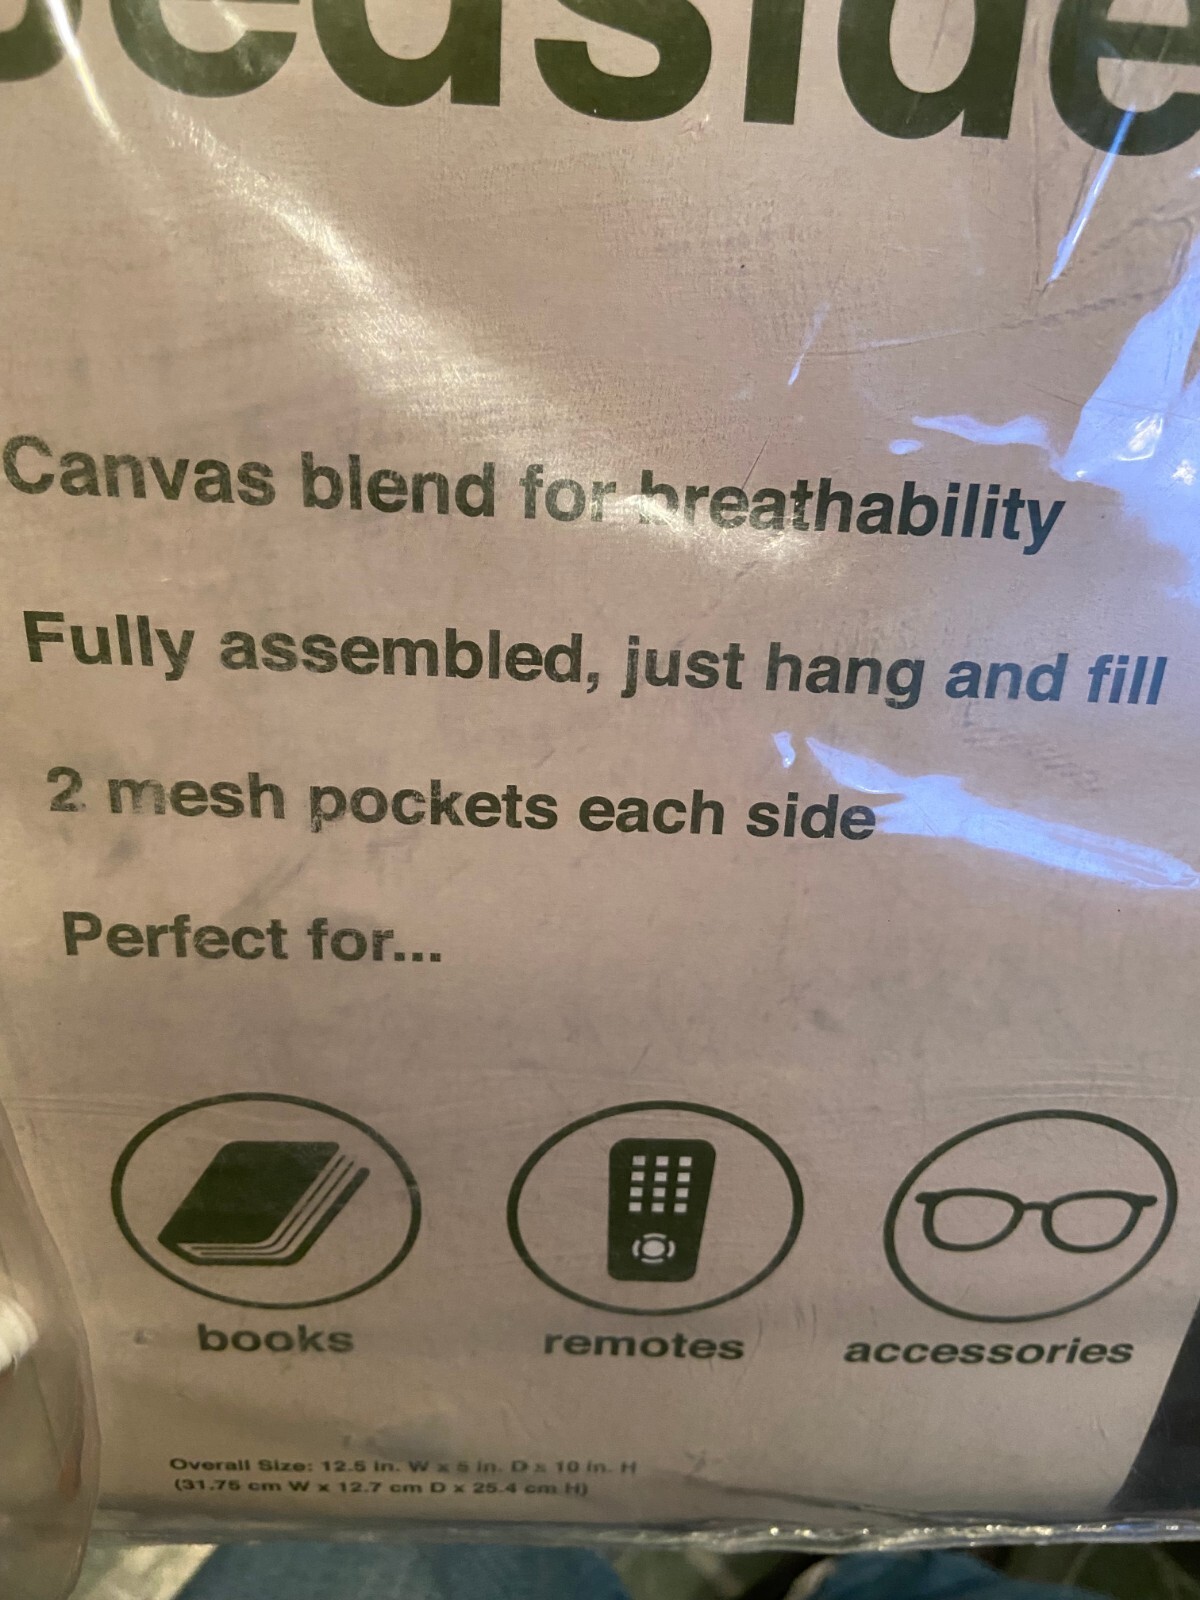 bedside
Canvas blend for breathability
Fully assembled, just hang and fill
2 mesh pockets each side
Perfect for...
books
remotes
accessories
Overall Size: 12.5 in. W x 5 in. D x 10 in. H
(31.75 cm W x 12.7 cm D x 25.4 cm H)